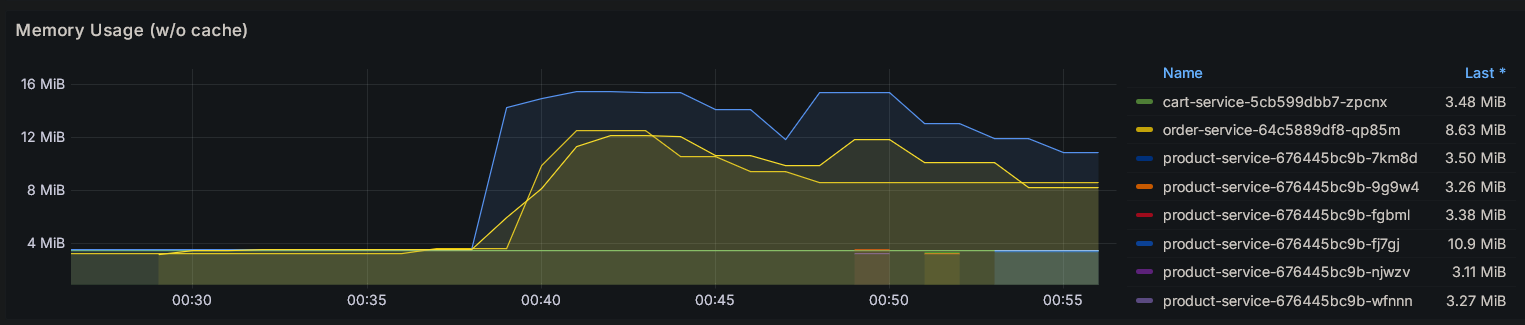 Memory Usage (w/o cache)
16 MiB
12 MiB
8 MiB
4 MiB
00:30 00:35 00:40 00:45 00:50 00:55
Name Last *
cart-service-5cb599dbb7-zpcnx 3.48 MiB
order-service-64c5889df8-qp85m 8.63 MiB
product-service-676445bc9b-7km8d 3.50 MiB
product-service-676445bc9b-9g9w4 3.26 MiB
product-service-676445bc9b-fgbml 3.38 MiB
product-service-676445bc9b-fj7gj 10.9 MiB
product-service-676445bc9b-njwzv 3.11 MiB
product-service-676445bc9b-wfnnn 3.27 MiB